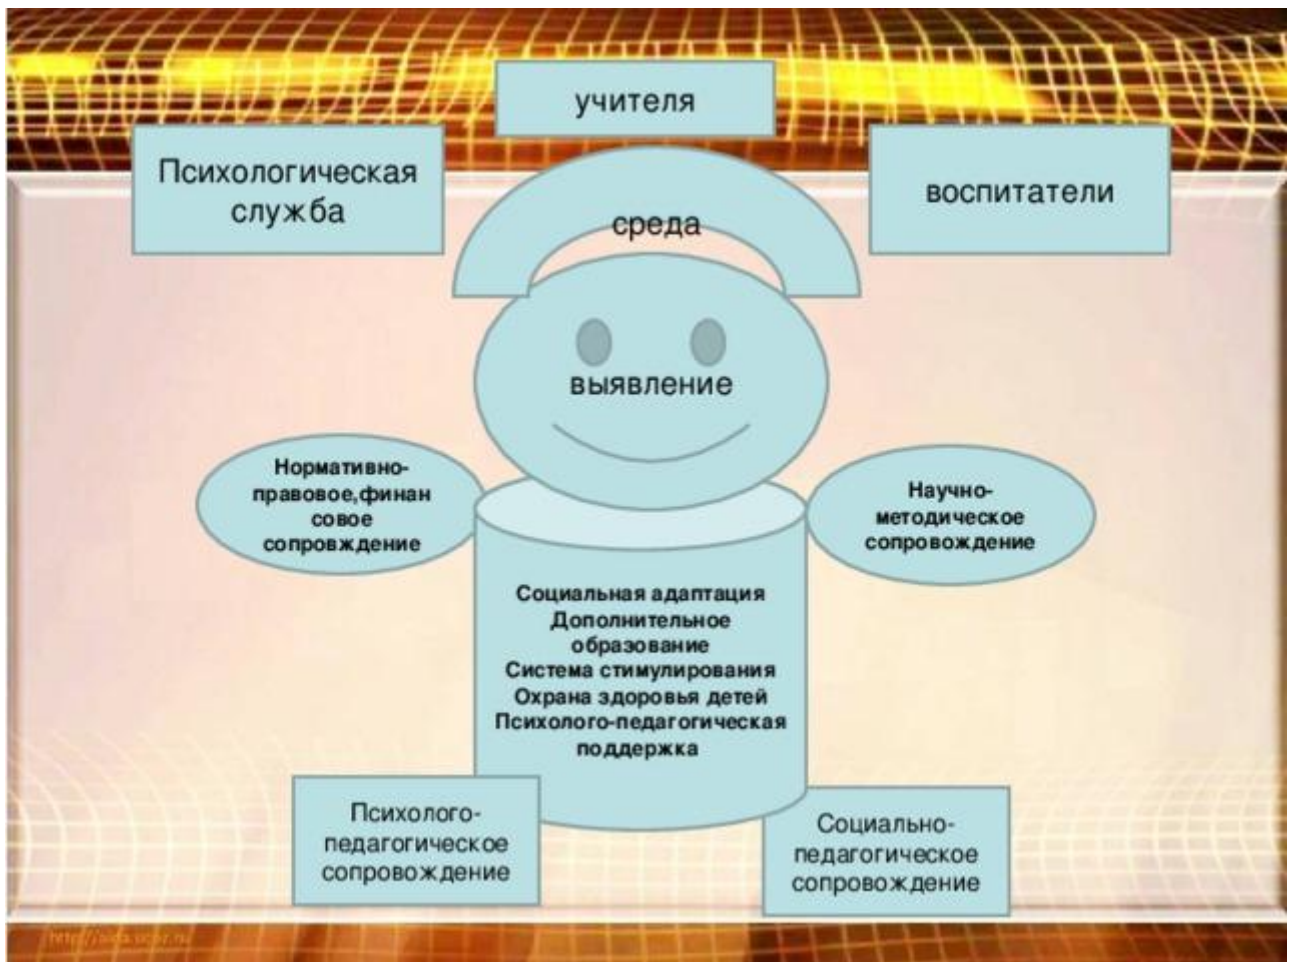 учителя
Психологическая
служба
воспитатели
среда
выявление
Нормативно-
правовое,финан
совое
сопровждение
Научно-
методическое
сопровождение
Социальная адаптация
Дополнительное
образование
Система стимулирования
Охрана здоровья детей
Психолого-педагогическая
поддержка
Психолого-
педагогическое
сопровождение
Социально-
педагогическое
сопровождение